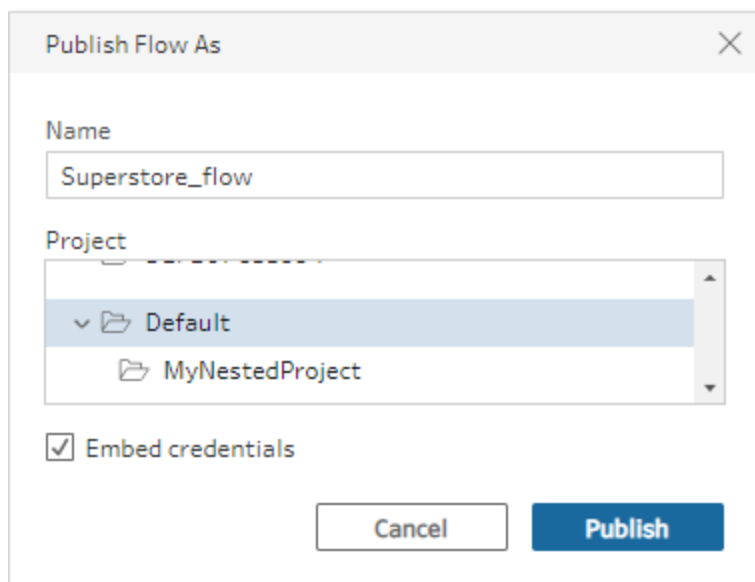 Publish Flow As
Name
Superstore_flow
Project
Default
MyNestedProject
Embed credentials
Cancel
Publish